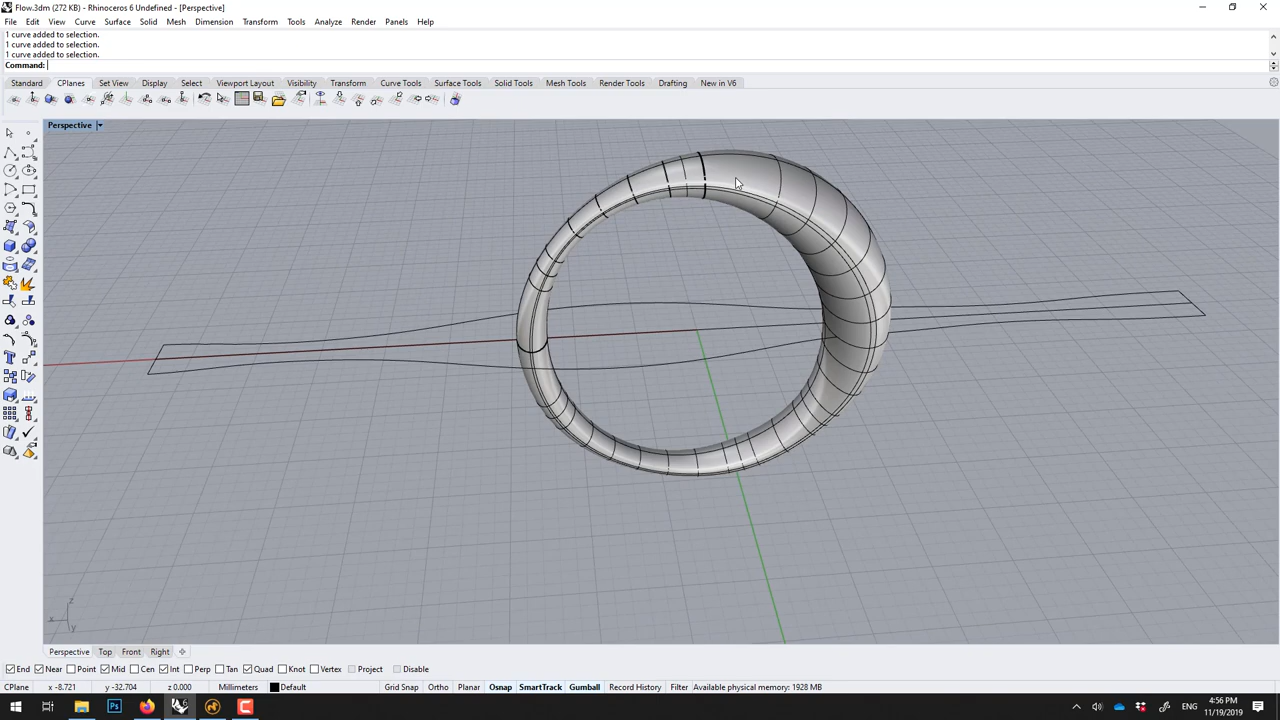 Flow.3dm (272 KB) - Rhinoceros 6 Undefined - [Perspective]
File Edit View Curve Surface Solid Mesh Dimension Transform Tools Analyze Render Panels Help
1 curve added to selection.
1 curve added to selection.
1 curve added to selection.
Command:
Standard CPlanes Set View Display Select Viewport Layout Visibility Transform Curve Tools Surface Tools Solid Tools Mesh Tools Render Tools Drafting New in V6
Perspective
z
x
y
Perspective Top Front Right
End Near Point Mid Cen Int Perp Tan Quad Knot Vertex Project Disable
CPlane x -8.721 y -32.704 z 0.000 Millimeters Default Grid Snap Ortho Planar Osnap SmartTrack Gumball Record History Filter Available physical memory: 1928 MB
Ps ENG 4:56 PM
11/19/2019